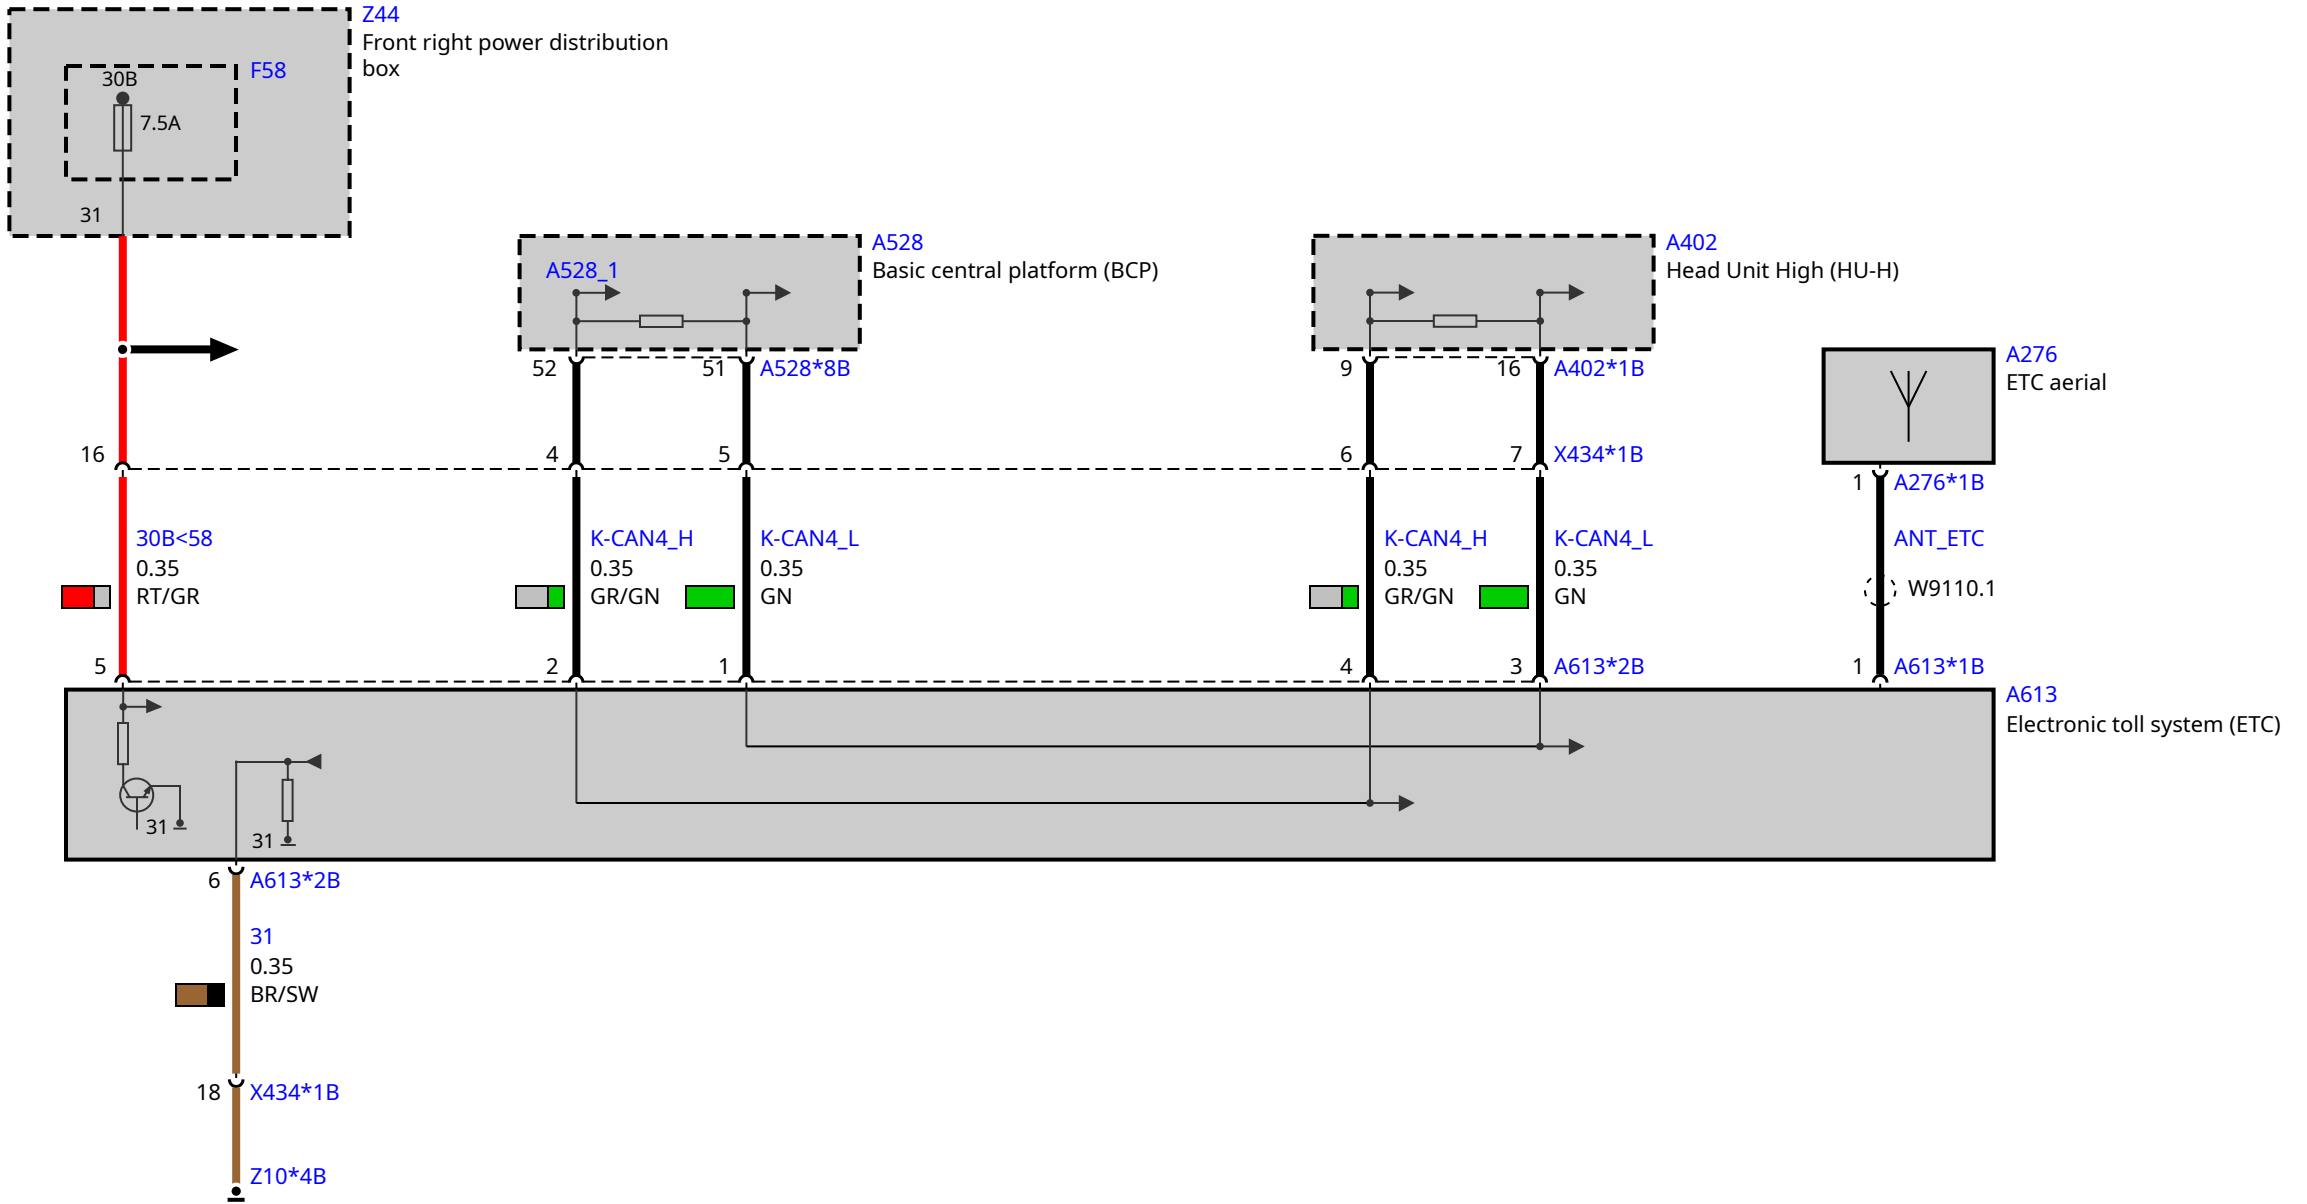 Z44
Front right power distribution
box
F58
30B
7.5A
31
A528
Basic central platform (BCP)
A528_1
A402
Head Unit High (HU-H)
A276
ETC aerial
52
51
A528*8B
9
16
A402*1B
16
4
5
6
7
X434*1B
1
A276*1B
30B<58
0.35
RT/GR
K-CAN4_H
0.35
GR/GN
K-CAN4_L
0.35
GN
K-CAN4_H
0.35
GR/GN
K-CAN4_L
0.35
GN
ANT_ETC
W9110.1
5
2
1
4
3
A613*2B
1
A613*1B
A613
Electronic toll system (ETC)
31
31
6
A613*2B
31
0.35
BR/SW
18
X434*1B
Z10*4B